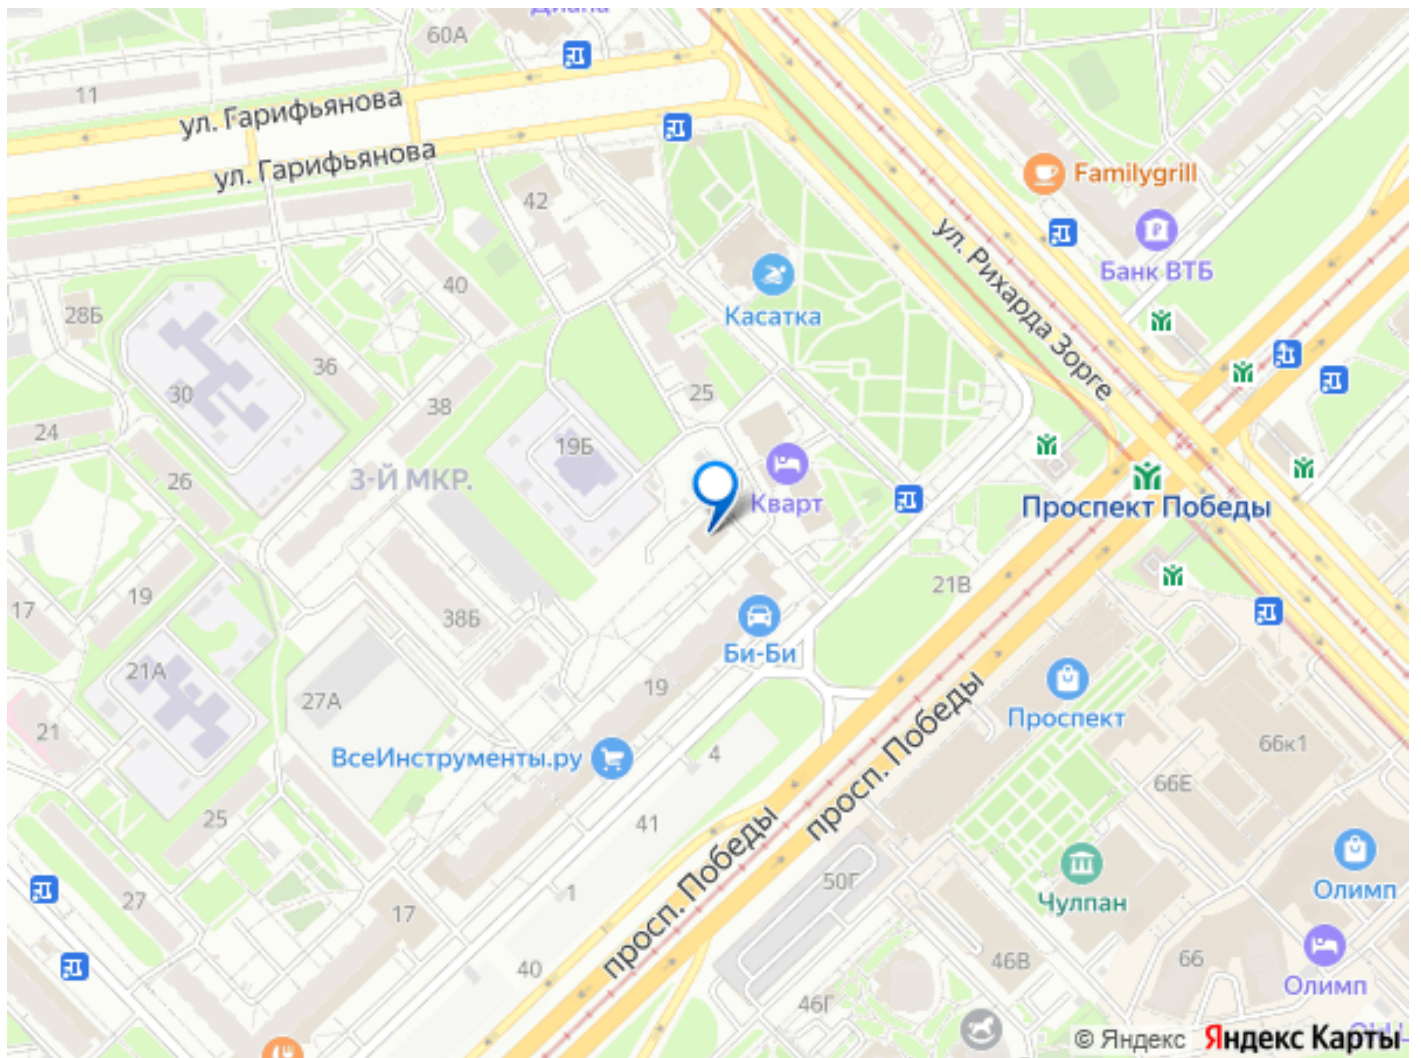 Диана
60А
11
ул. Гарифьянова
ул. Гарифьянова
42
Familygrill
Банк ВТБ
ул. Рихарда Зорге
40
28Б
Касатка
36
30
38
25
24
26
19Б
3-Й МКР.
Кварт
Проспект Победы
17
19
38Б
21В
Би-Би
21А
27А
19
21
Проспект
просп. Победы
ВсеИнструменты.ру
4
66к1
66Е
25
41
просп. Победы
50Г
Чулпан
Олимп
27
17
1
40
46В
66
46Г
Олимп
© Яндекс Яндекс Карты